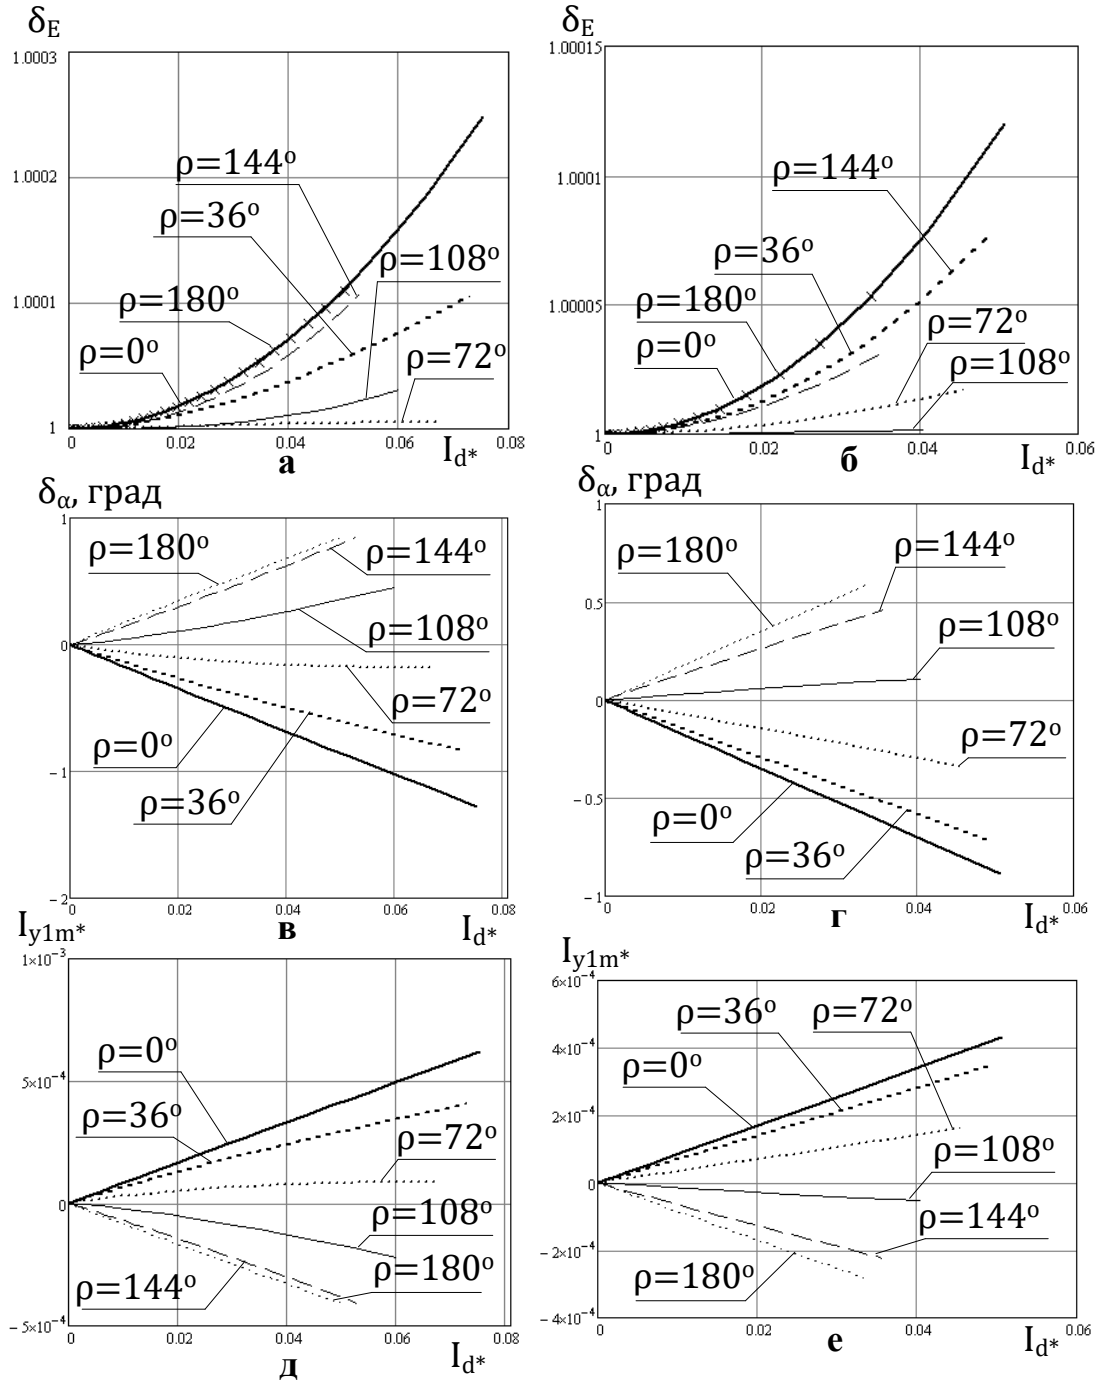 δE
1.0003
1.0002
1.0001
1
ρ=144º
ρ=36º
ρ=108º
ρ=180º
ρ=0º
ρ=72º
0 0.02 0.04 0.06 0.08
а
Id*
δE
1.00015
1.0001
1.00005
1
ρ=144º
ρ=36º
ρ=180º
ρ=0º
ρ=72º
ρ=108º
0 0.02 0.04 0.06
б
Id*
δα, град
1
0
− 1
− 2
ρ=180º
ρ=144º
ρ=108º
ρ=72º
ρ=0º
ρ=36º
0 0.02 0.04 0.06 0.08
в
Id*
δα, град
1
0.5
0
− 0.5
− 1
ρ=180º
ρ=144º
ρ=108º
ρ=72º
ρ=0º
ρ=36º
0 0.02 0.04 0.06
г
Id*
Iy1m*
1×10⁻³
5×10⁻⁴
0
− 5×10⁻⁴
ρ=0º
ρ=36º
ρ=72º
ρ=108º
ρ=180º
ρ=144º
0 0.02 0.04 0.06 0.08
д
Id*
Iy1m*
6×10⁻⁴
4×10⁻⁴
2×10⁻⁴
0
− 2×10⁻⁴
− 4×10⁻⁴
ρ=36º
ρ=72º
ρ=0º
ρ=108º
ρ=144º
ρ=180º
0 0.02 0.04 0.06
е
Id*